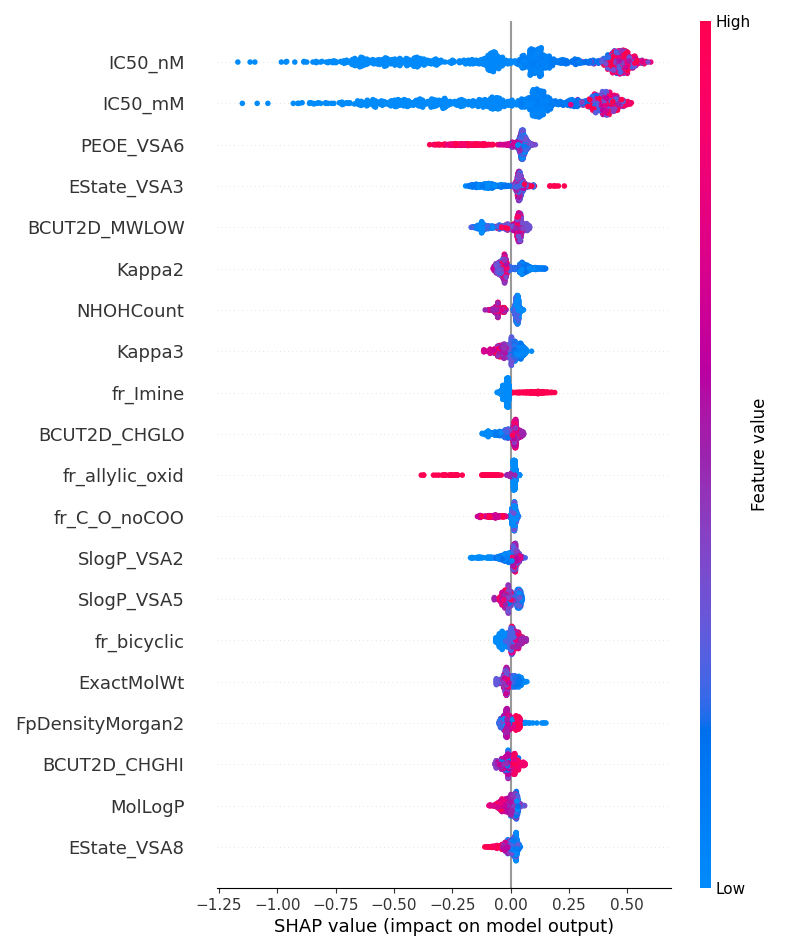 High
IC50_nM
IC50_mM
PEOE_VSA6
EState_VSA3
BCUT2D_MWLOW
Kappa2
NHOHCount
Kappa3
fr_Imine
BCUT2D_CHGLO
fr_allylic_oxid
fr_C_O_noCOO
SlogP_VSA2
SlogP_VSA5
fr_bicyclic
ExactMolWt
FpDensityMorgan2
BCUT2D_CHGHI
MolLogP
EState_VSA8
Feature value
Low
−1.25 −1.00 −0.75 −0.50 −0.25 0.00 0.25 0.50
SHAP value (impact on model output)